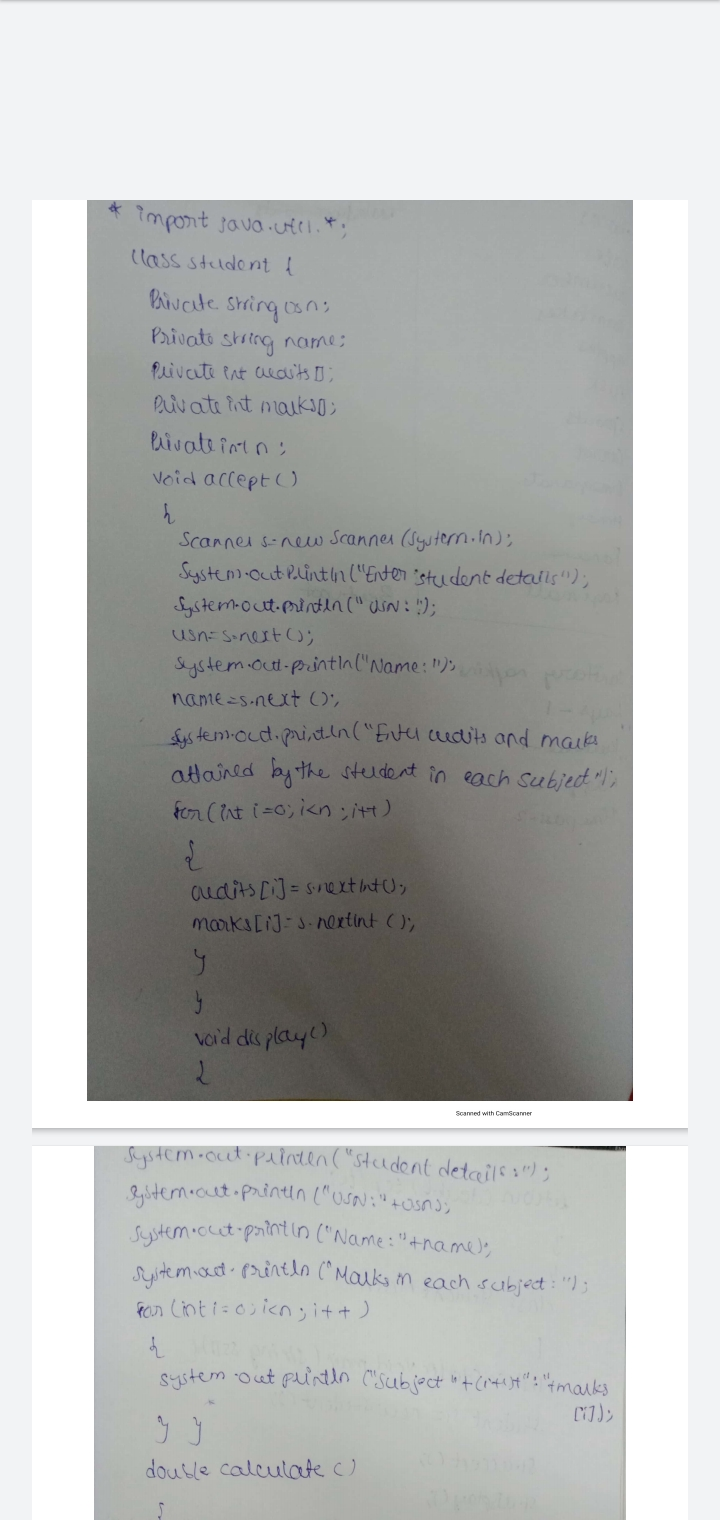 * import java.util.*;
Class student {
Private string usn;
Private string name;
Private int credits[];
Private int marks[];
Private int n;
void accept()
{
Scanner s=new Scanner (System.in);
System.out.println("Enter student details");
System.out.println("USN:");
usn=s.next();
System.out.println("Name:");
name=s.next();
System.out.println("Enter credits and marks
attained by the student in each subject");
for(int i=0;i<n;i++)
{
credits[i]=s.nextInt();
marks[i]=s.nextInt();
}
}
void display()
{
Scanned with CamScanner
System.out.println("Student details:");
System.out.println("USN:"+usn);
System.out.println("Name:"+name);
System.out.println("Marks in each subject:");
for(int i=0;i<n;i++)
{
system.out println("Subject"+(i+1)+":"+marks
[i]);
} }
double calculate()
{